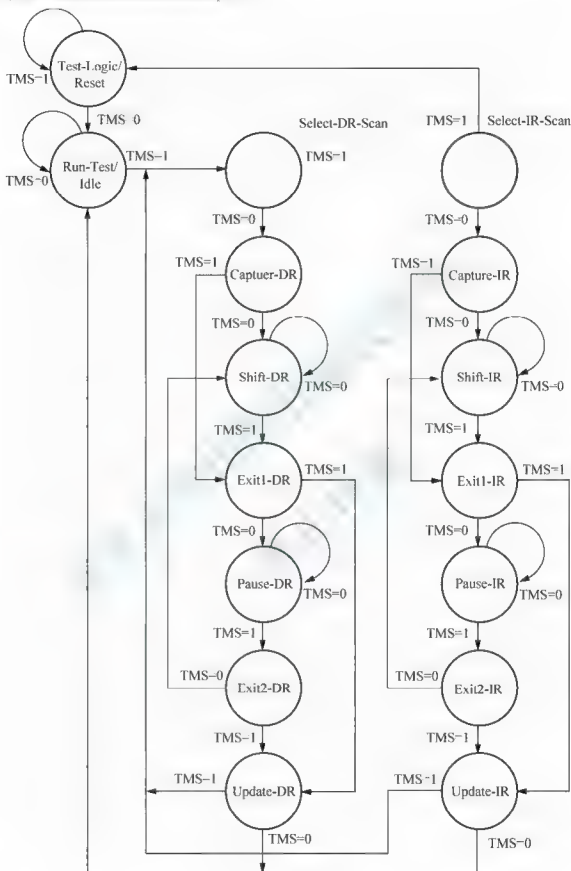 Test-Logic/
Reset
TMS=1
TMS=0
Select-DR-Scan
TMS=1
Select-IR-Scan
Run-Test/
Idle
TMS=1
TMS=1
TMS=0
TMS=0
TMS=0
TMS=1
Captuer-DR
TMS=1
Capture-IR
TMS=0
TMS=0
Shift-DR
Shift-IR
TMS=0
TMS=0
TMS=1
TMS=1
Exit1-DR
TMS=1
Exit1-IR
TMS=1
TMS=0
TMS=0
Pause-DR
Pause-IR
TMS=0
TMS=0
TMS=1
TMS=1
TMS=0
Exit2-DR
TMS=0
Exit2-IR
TMS=1
TMS=1
TMS=1
Update-DR
TMS=1
Update-IR
TMS=0
TMS=0